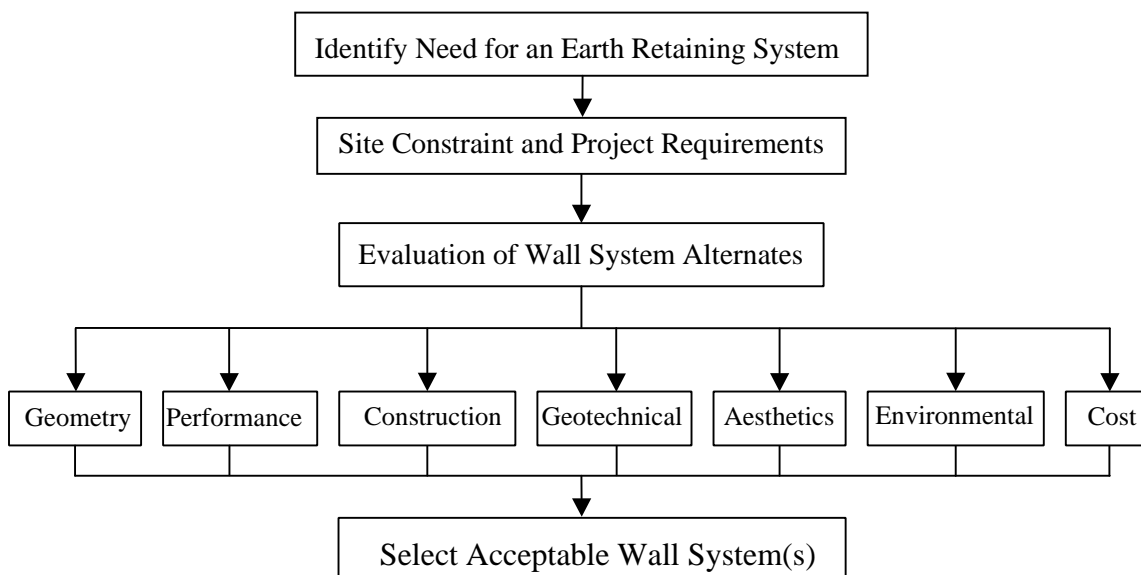 Identify Need for an Earth Retaining System
Site Constraint and Project Requirements
Evaluation of Wall System Alternates
Geometry
Performance
Construction
Geotechnical
Aesthetics
Environmental
Cost
Select Acceptable Wall System(s)